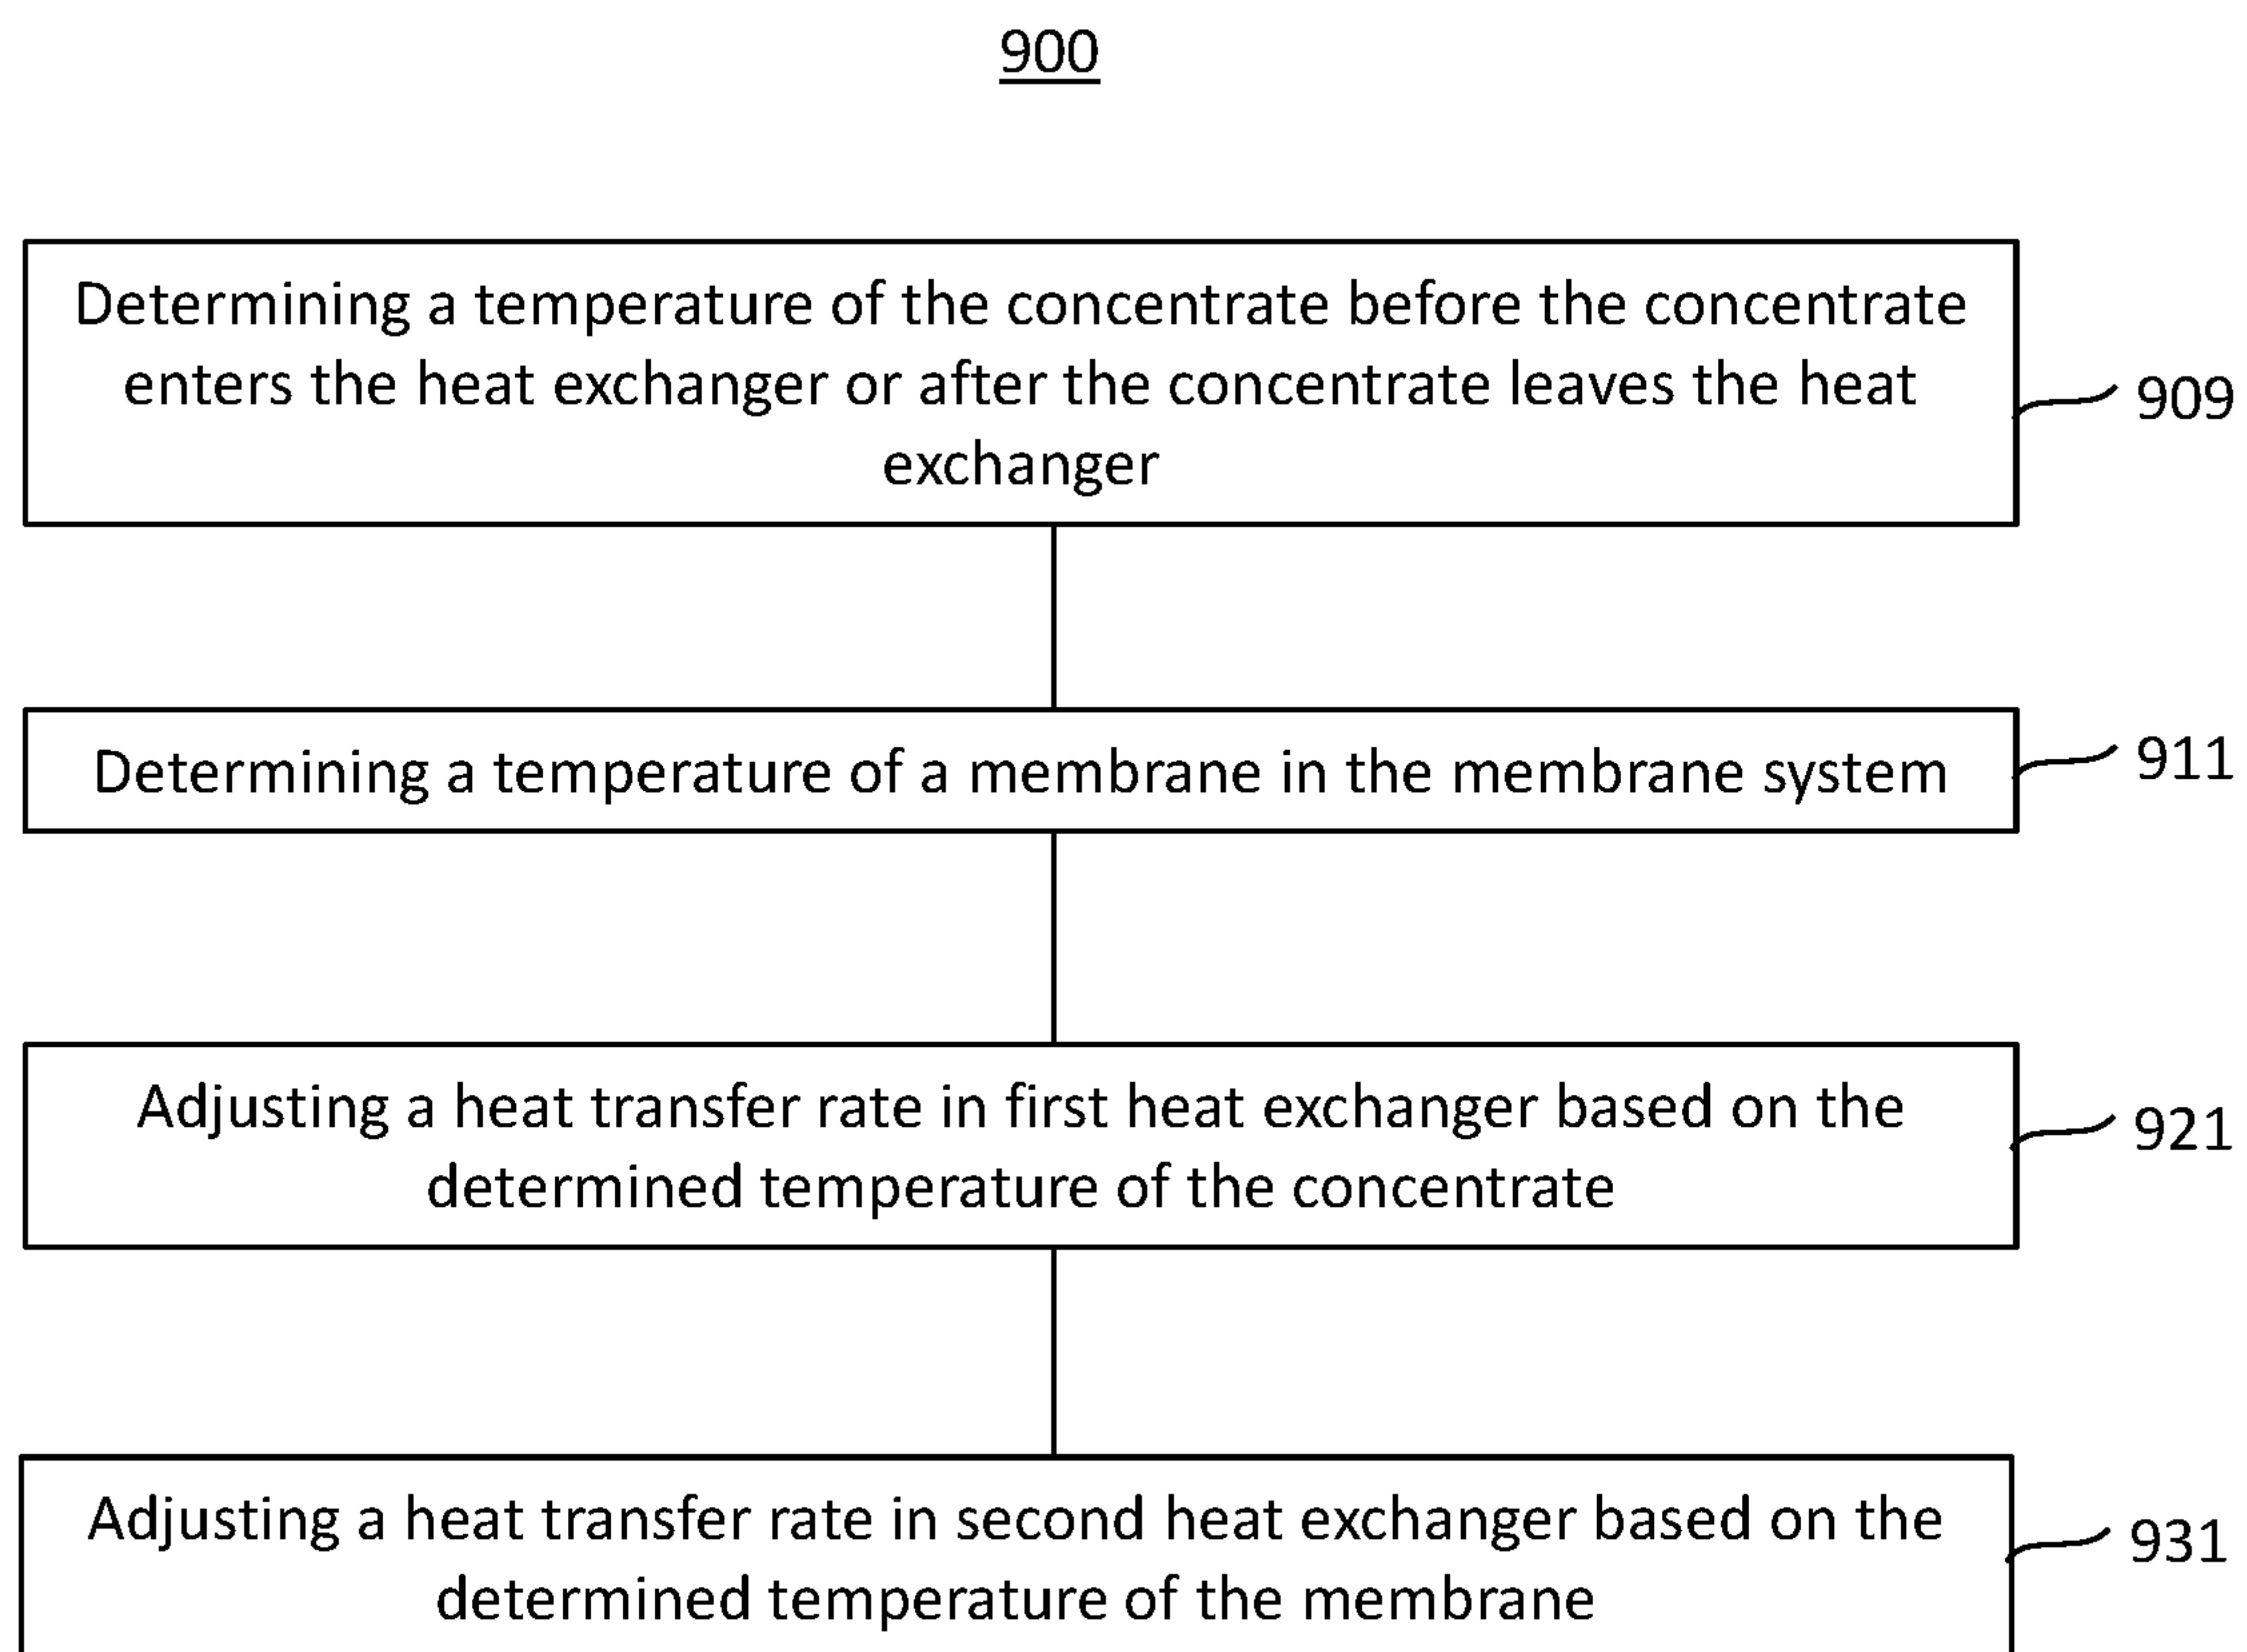 900
Determining a temperature of the concentrate before the concentrate
enters the heat exchanger or after the concentrate leaves the heat
exchanger
909
Determining a temperature of a membrane in the membrane system
911
Adjusting a heat transfer rate in first heat exchanger based on the
determined temperature of the concentrate
921
Adjusting a heat transfer rate in second heat exchanger based on the
determined temperature of the membrane
931